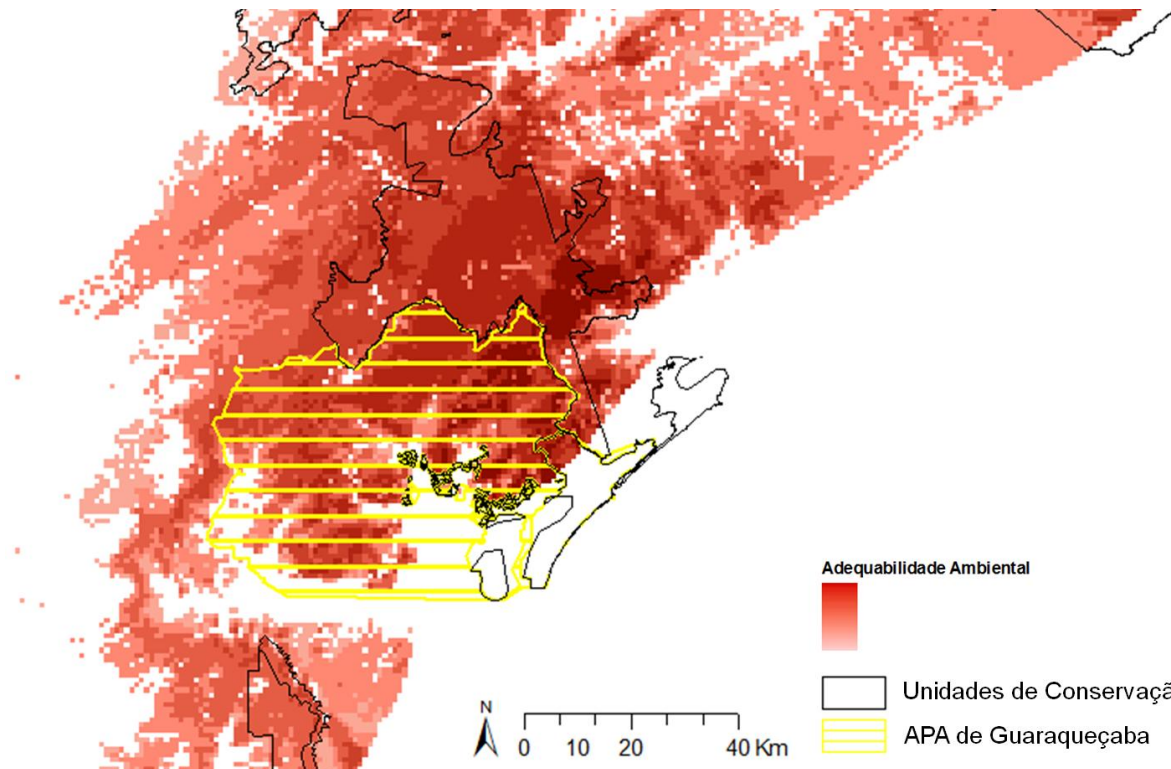 Adequabilidade Ambiental
Unidades de Conservaçã
APA de Guaraqueçaba
N
0 10 20 40 Km